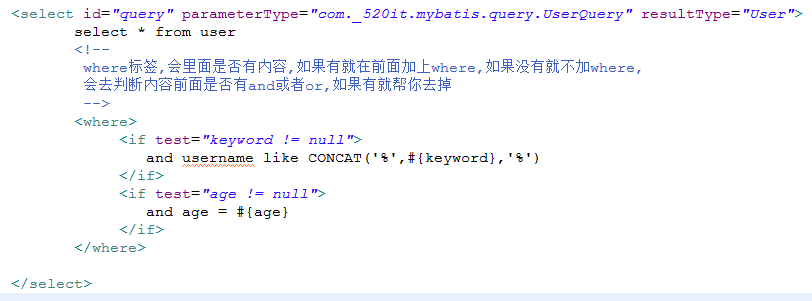 <select id="query" parameterType="com._520it.mybatis.query.UserQuery" resultType="User">
select * from user
<!--
where标签,会里面是否有内容,如果有就在前面加上where,如果没有就不加where,
会去判断内容前面是否有and或者or,如果有就帮你去掉
-->
<where>
<if test="keyword != null">
and username like CONCAT('%',#{keyword},'%')
</if>
<if test="age != null">
and age = #{age}
</if>
</where>
</select>